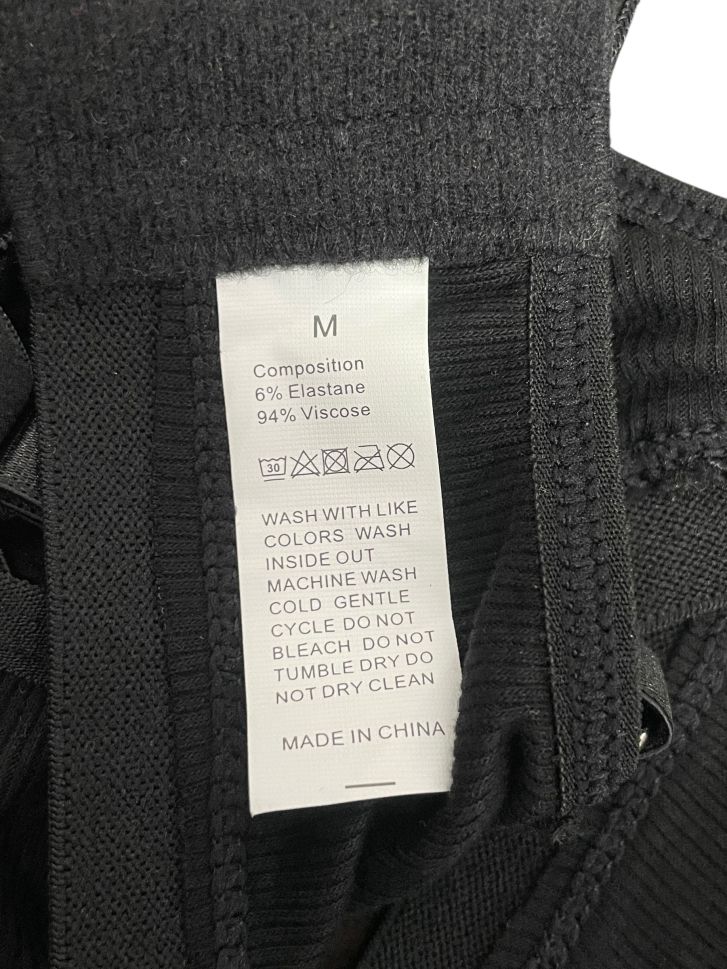 M
Composition
6% Elastane
94% Viscose
30
WASH WITH LIKE
COLORS WASH
INSIDE OUT
MACHINE WASH
COLD GENTLE
CYCLE DO NOT
BLEACH DO NOT
TUMBLE DRY DO
NOT DRY CLEAN
MADE IN CHINA